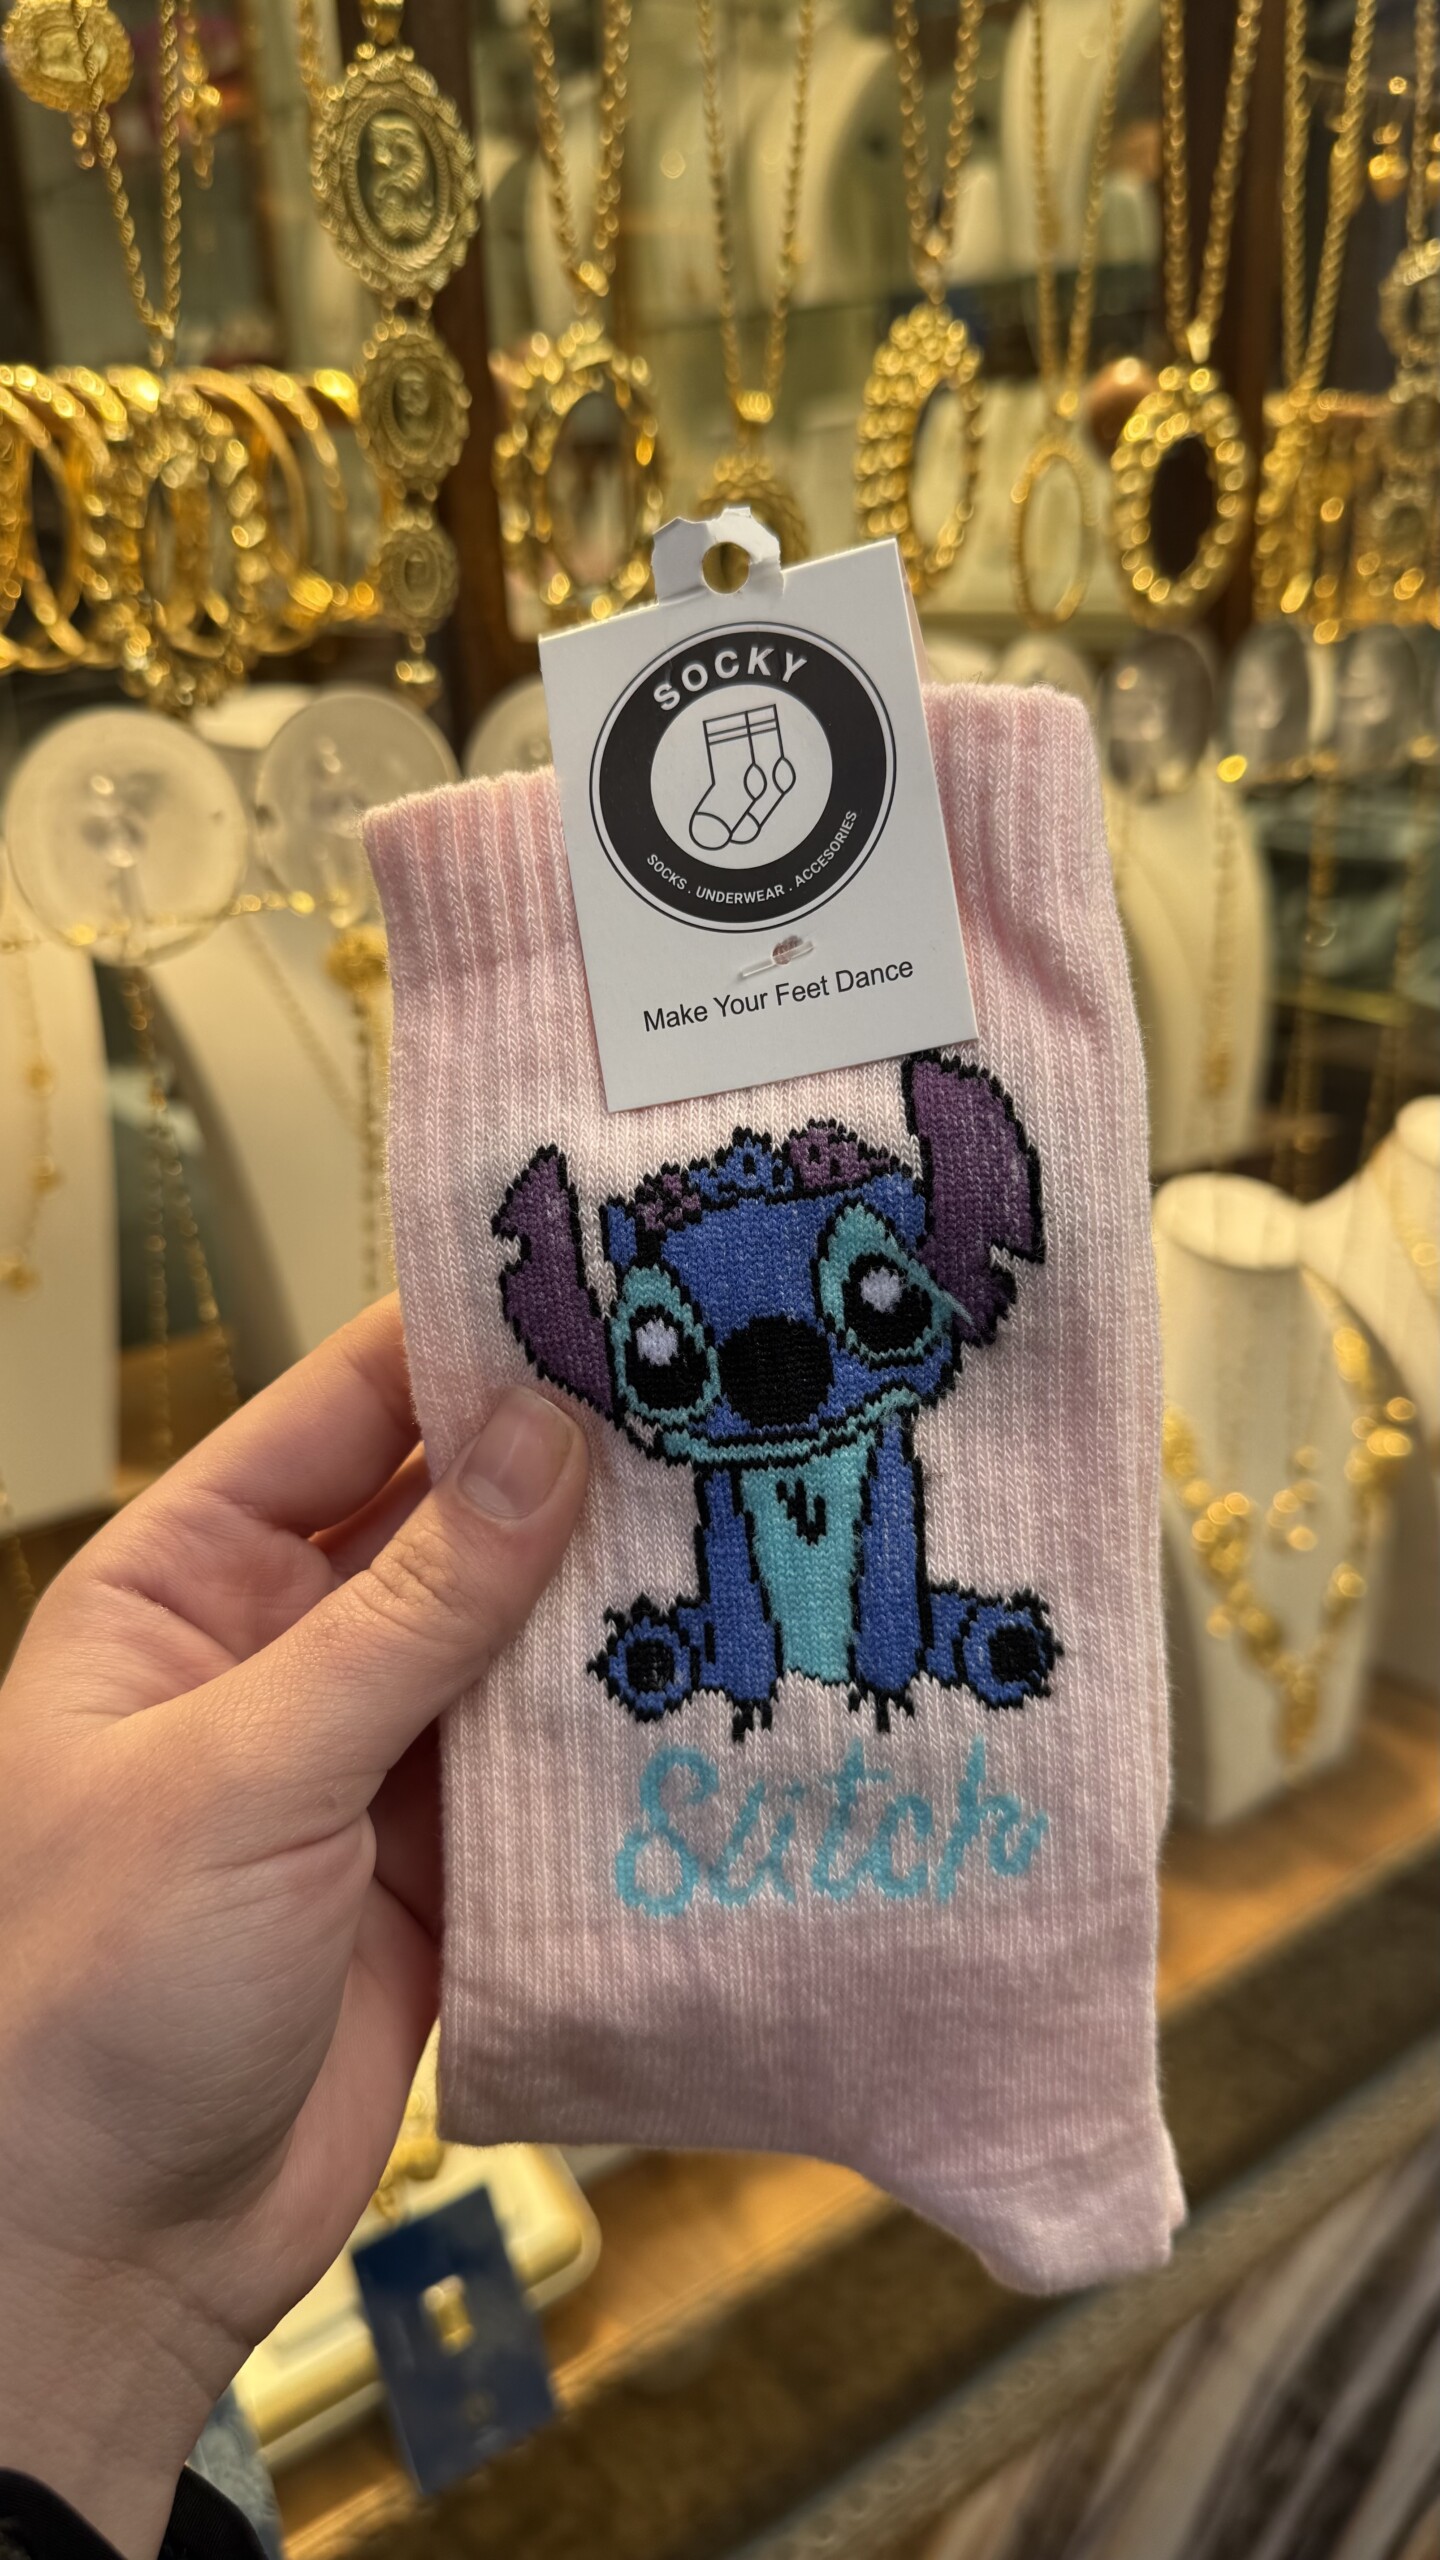 SOCKY
SOCKS . UNDERWEAR . ACCESORIES
Make Your Feet Dance
Stitch